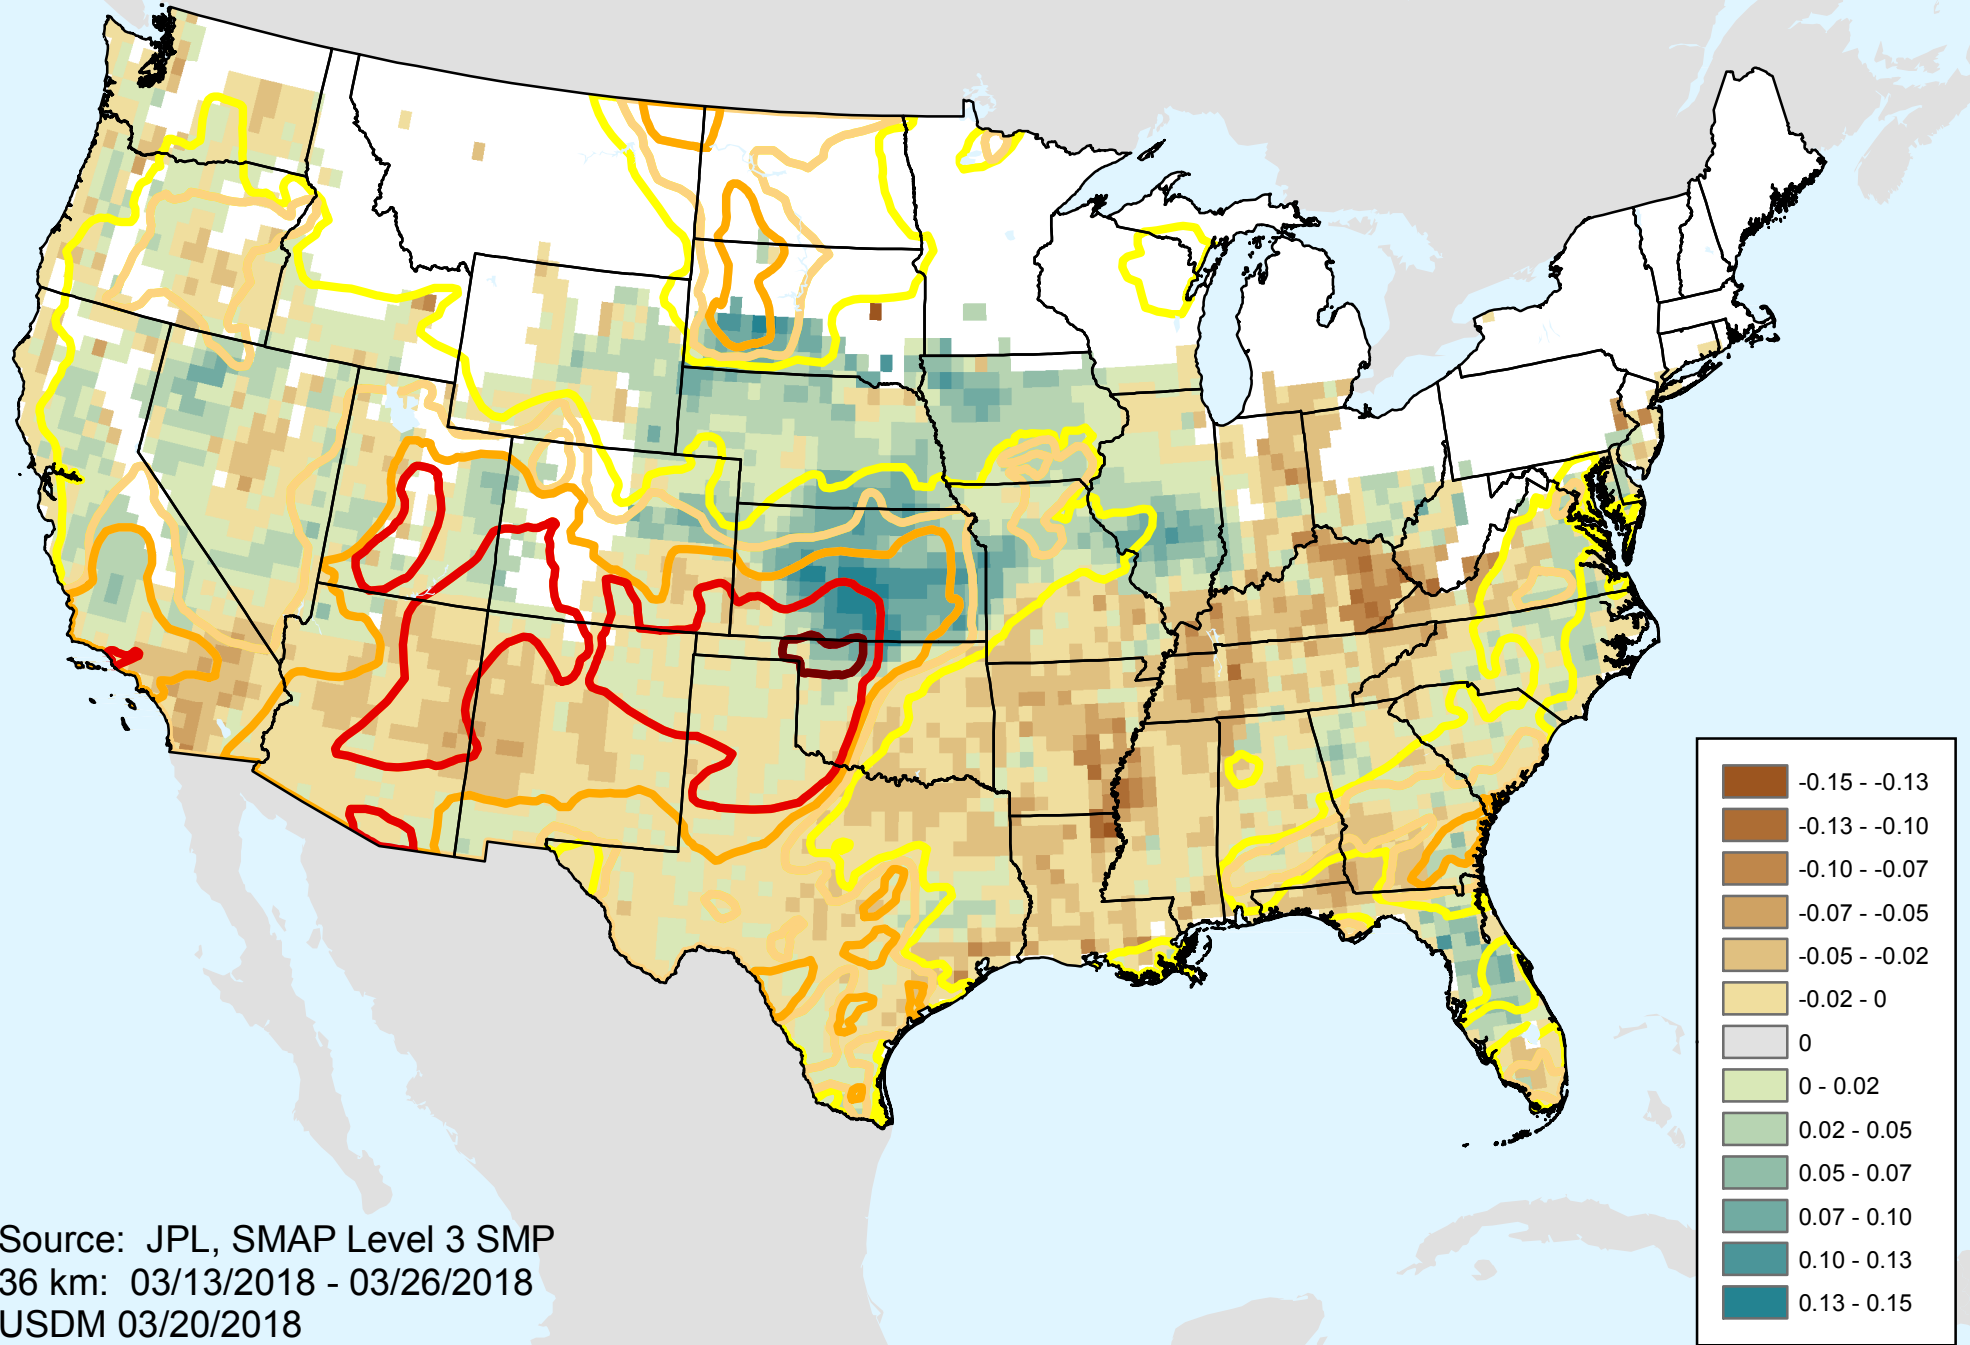 -0.15 - -0.13
-0.13 - -0.10
-0.10 - -0.07
-0.07 - -0.05
-0.05 - -0.02
-0.02 - 0
0
0 - 0.02
0.02 - 0.05
0.05 - 0.07
0.07 - 0.10
0.10 - 0.13
0.13 - 0.15
Source: JPL, SMAP Level 3 SMP
36 km: 03/13/2018 - 03/26/2018
USDM 03/20/2018